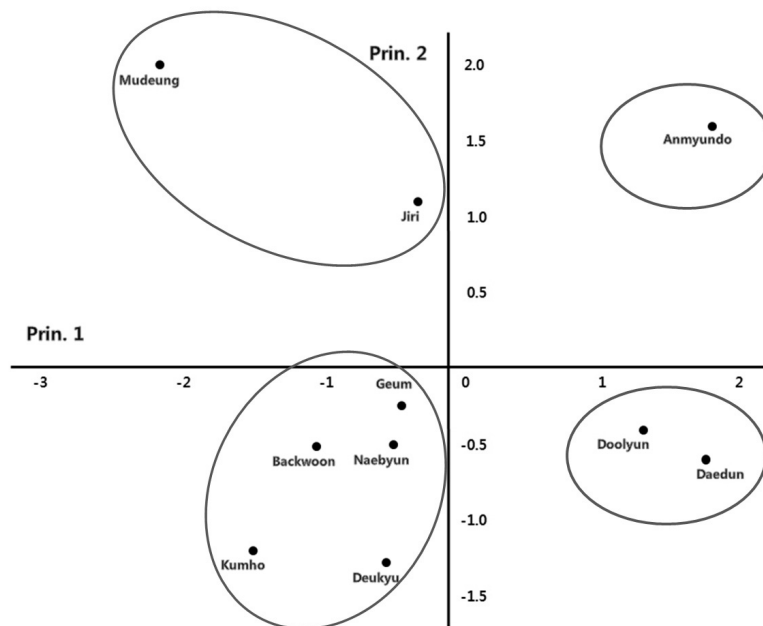 Prin. 2
2.0
Mudeung
Anmyundo
1.5
Jiri
1.0
0.5
Prin. 1
-3
-2
-1
0
1
2
Geum
Doolyun
-0.5
Backwoon
Naebyun
Daedun
-1.0
Kumho
Deukyu
-1.5